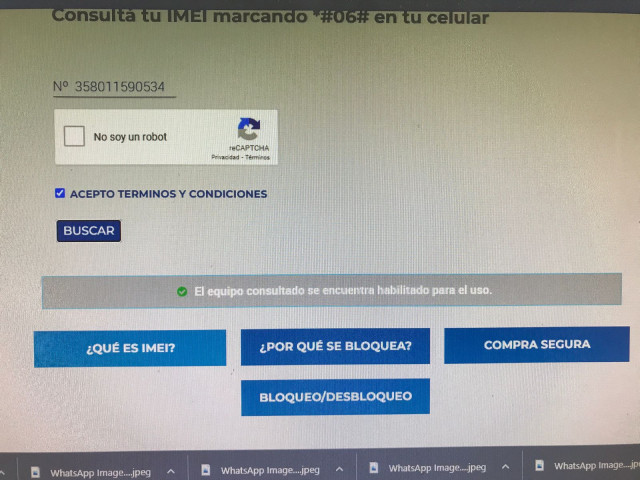 Consultá tu IMEI marcando *#06# en tu celular
Nº 358011590534
No soy un robot
reCAPTCHA
Privacidad - Términos
ACEPTO TERMINOS Y CONDICIONES
BUSCAR
El equipo consultado se encuentra habilitado para el uso.
¿QUÉ ES IMEI?
¿POR QUÉ SE BLOQUEA?
COMPRA SEGURA
BLOQUEO/DESBLOQUEO
WhatsApp Image....jpeg
WhatsApp Image....jpeg
WhatsApp Image....jpeg
WhatsApp Image....jp